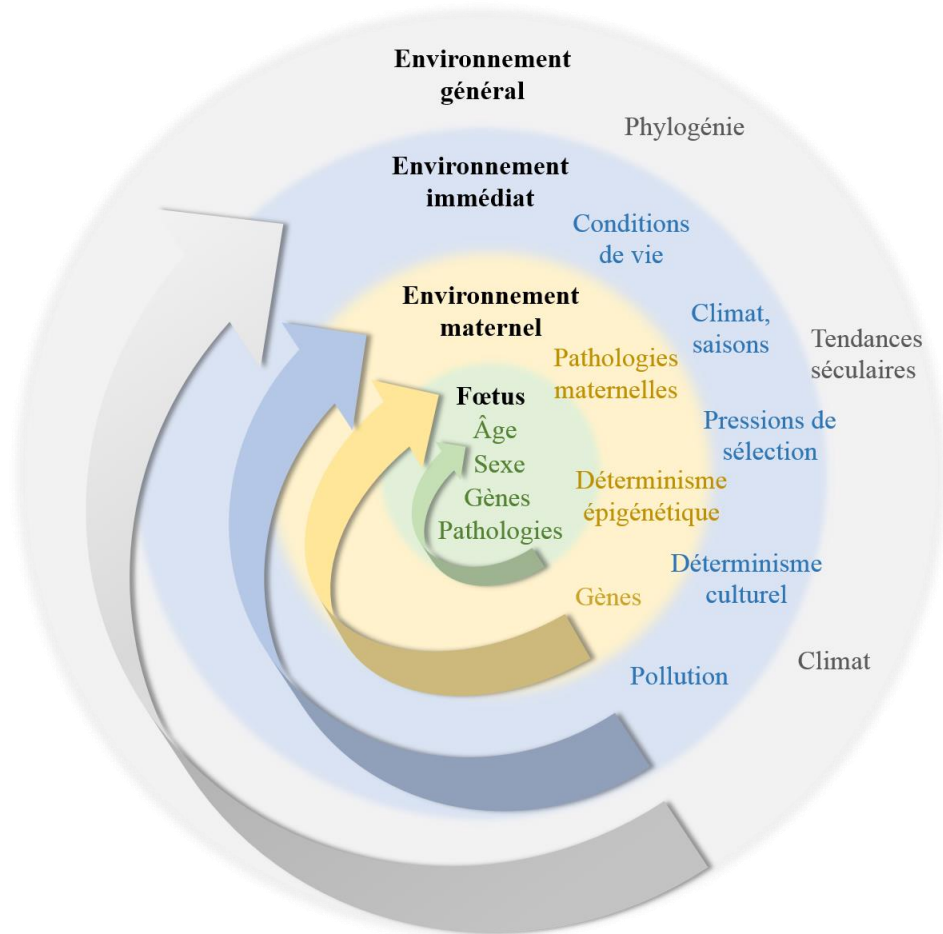 Environnement
général
Phylogénie
Environnement
immédiat
Conditions
de vie
Environnement
maternel
Climat,
saisons
Tendances
séculaires
Pathologies
maternelles
Fœtus
Âge
Sexe
Gènes
Pathologies
Pressions de
sélection
Déterminisme
épigénétique
Déterminisme
culturel
Gènes
Climat
Pollution